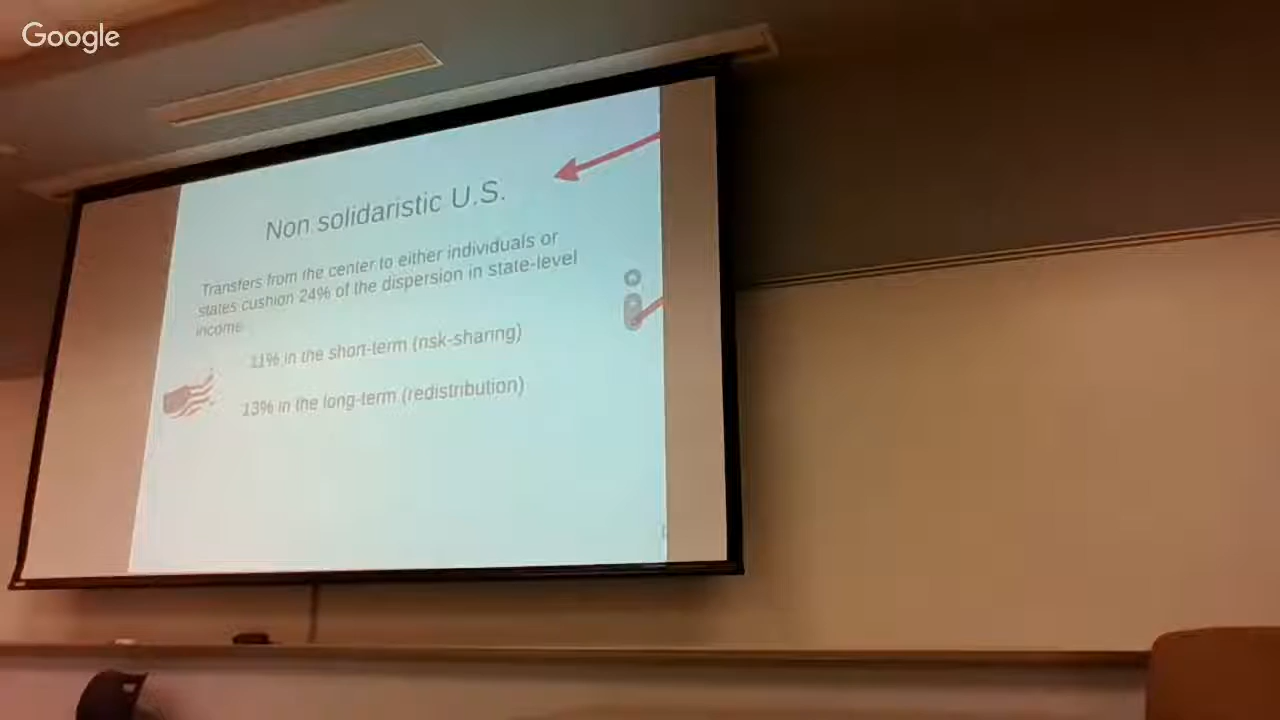 Google
Non solidaristic U.S.
Transfers from the center to either individuals or
states cushion 24% of the dispersion in state-level
income
11% in the short-term (risk-sharing)
13% in the long-term (redistribution)